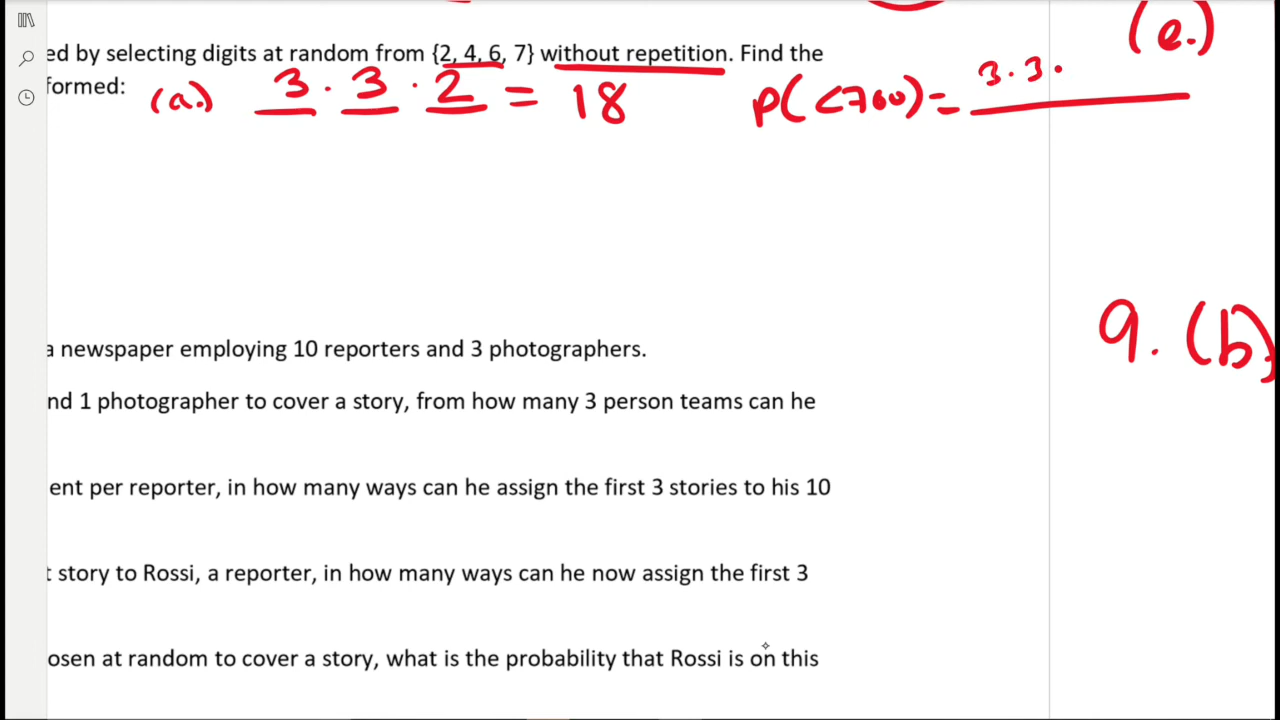 (e.)
ed by selecting digits at random from {2, 4, 6, 7} without repetition. Find the
formed:
(a.) 3 · 3 · 2 = 18
P(<700) = 3 · 3 ·
9. (b)
a newspaper employing 10 reporters and 3 photographers.
nd 1 photographer to cover a story, from how many 3 person teams can he
ent per reporter, in how many ways can he assign the first 3 stories to his 10
t story to Rossi, a reporter, in how many ways can he now assign the first 3
osen at random to cover a story, what is the probability that Rossi is on this